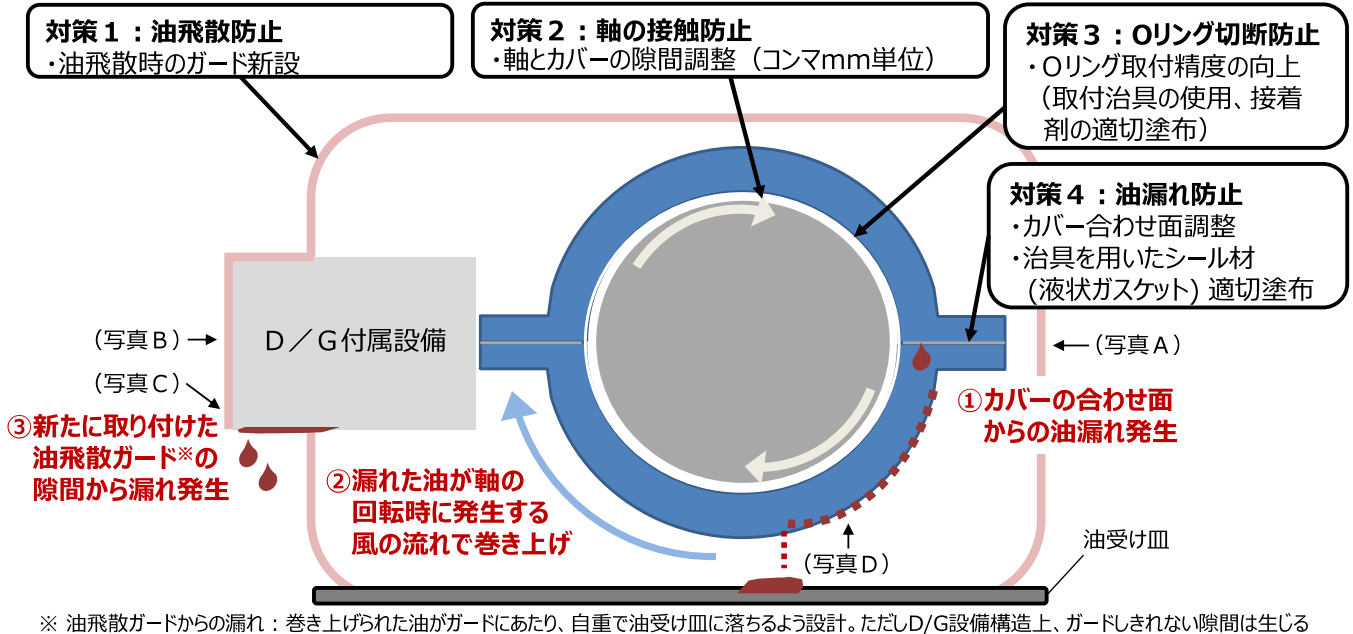 対策１：油飛散防止
・油飛散時のガード新設
対策２：軸の接触防止
・軸とカバーの隙間調整（コンマmm単位）
対策３：Oリング切断防止
・Oリング取付精度の向上
（取付治具の使用、接着
剤の適切塗布）
対策４：油漏れ防止
・カバー合わせ面調整
・治具を用いたシール材
(液状ガスケット) 適切塗布
（写真Ｂ）
Ｄ／Ｇ付属設備
（写真Ａ）
（写真Ｃ）
①カバーの合わせ面
からの油漏れ発生
③新たに取り付けた
油飛散ガード※の
隙間から漏れ発生
②漏れた油が軸の
回転時に発生する
風の流れで巻き上げ
（写真Ｄ）
油受け皿
※ 油飛散ガードからの漏れ：巻き上げられた油がガードにあたり、自重で油受け皿に落ちるよう設計。ただしD/G設備構造上、ガードしきれない隙間は生じる